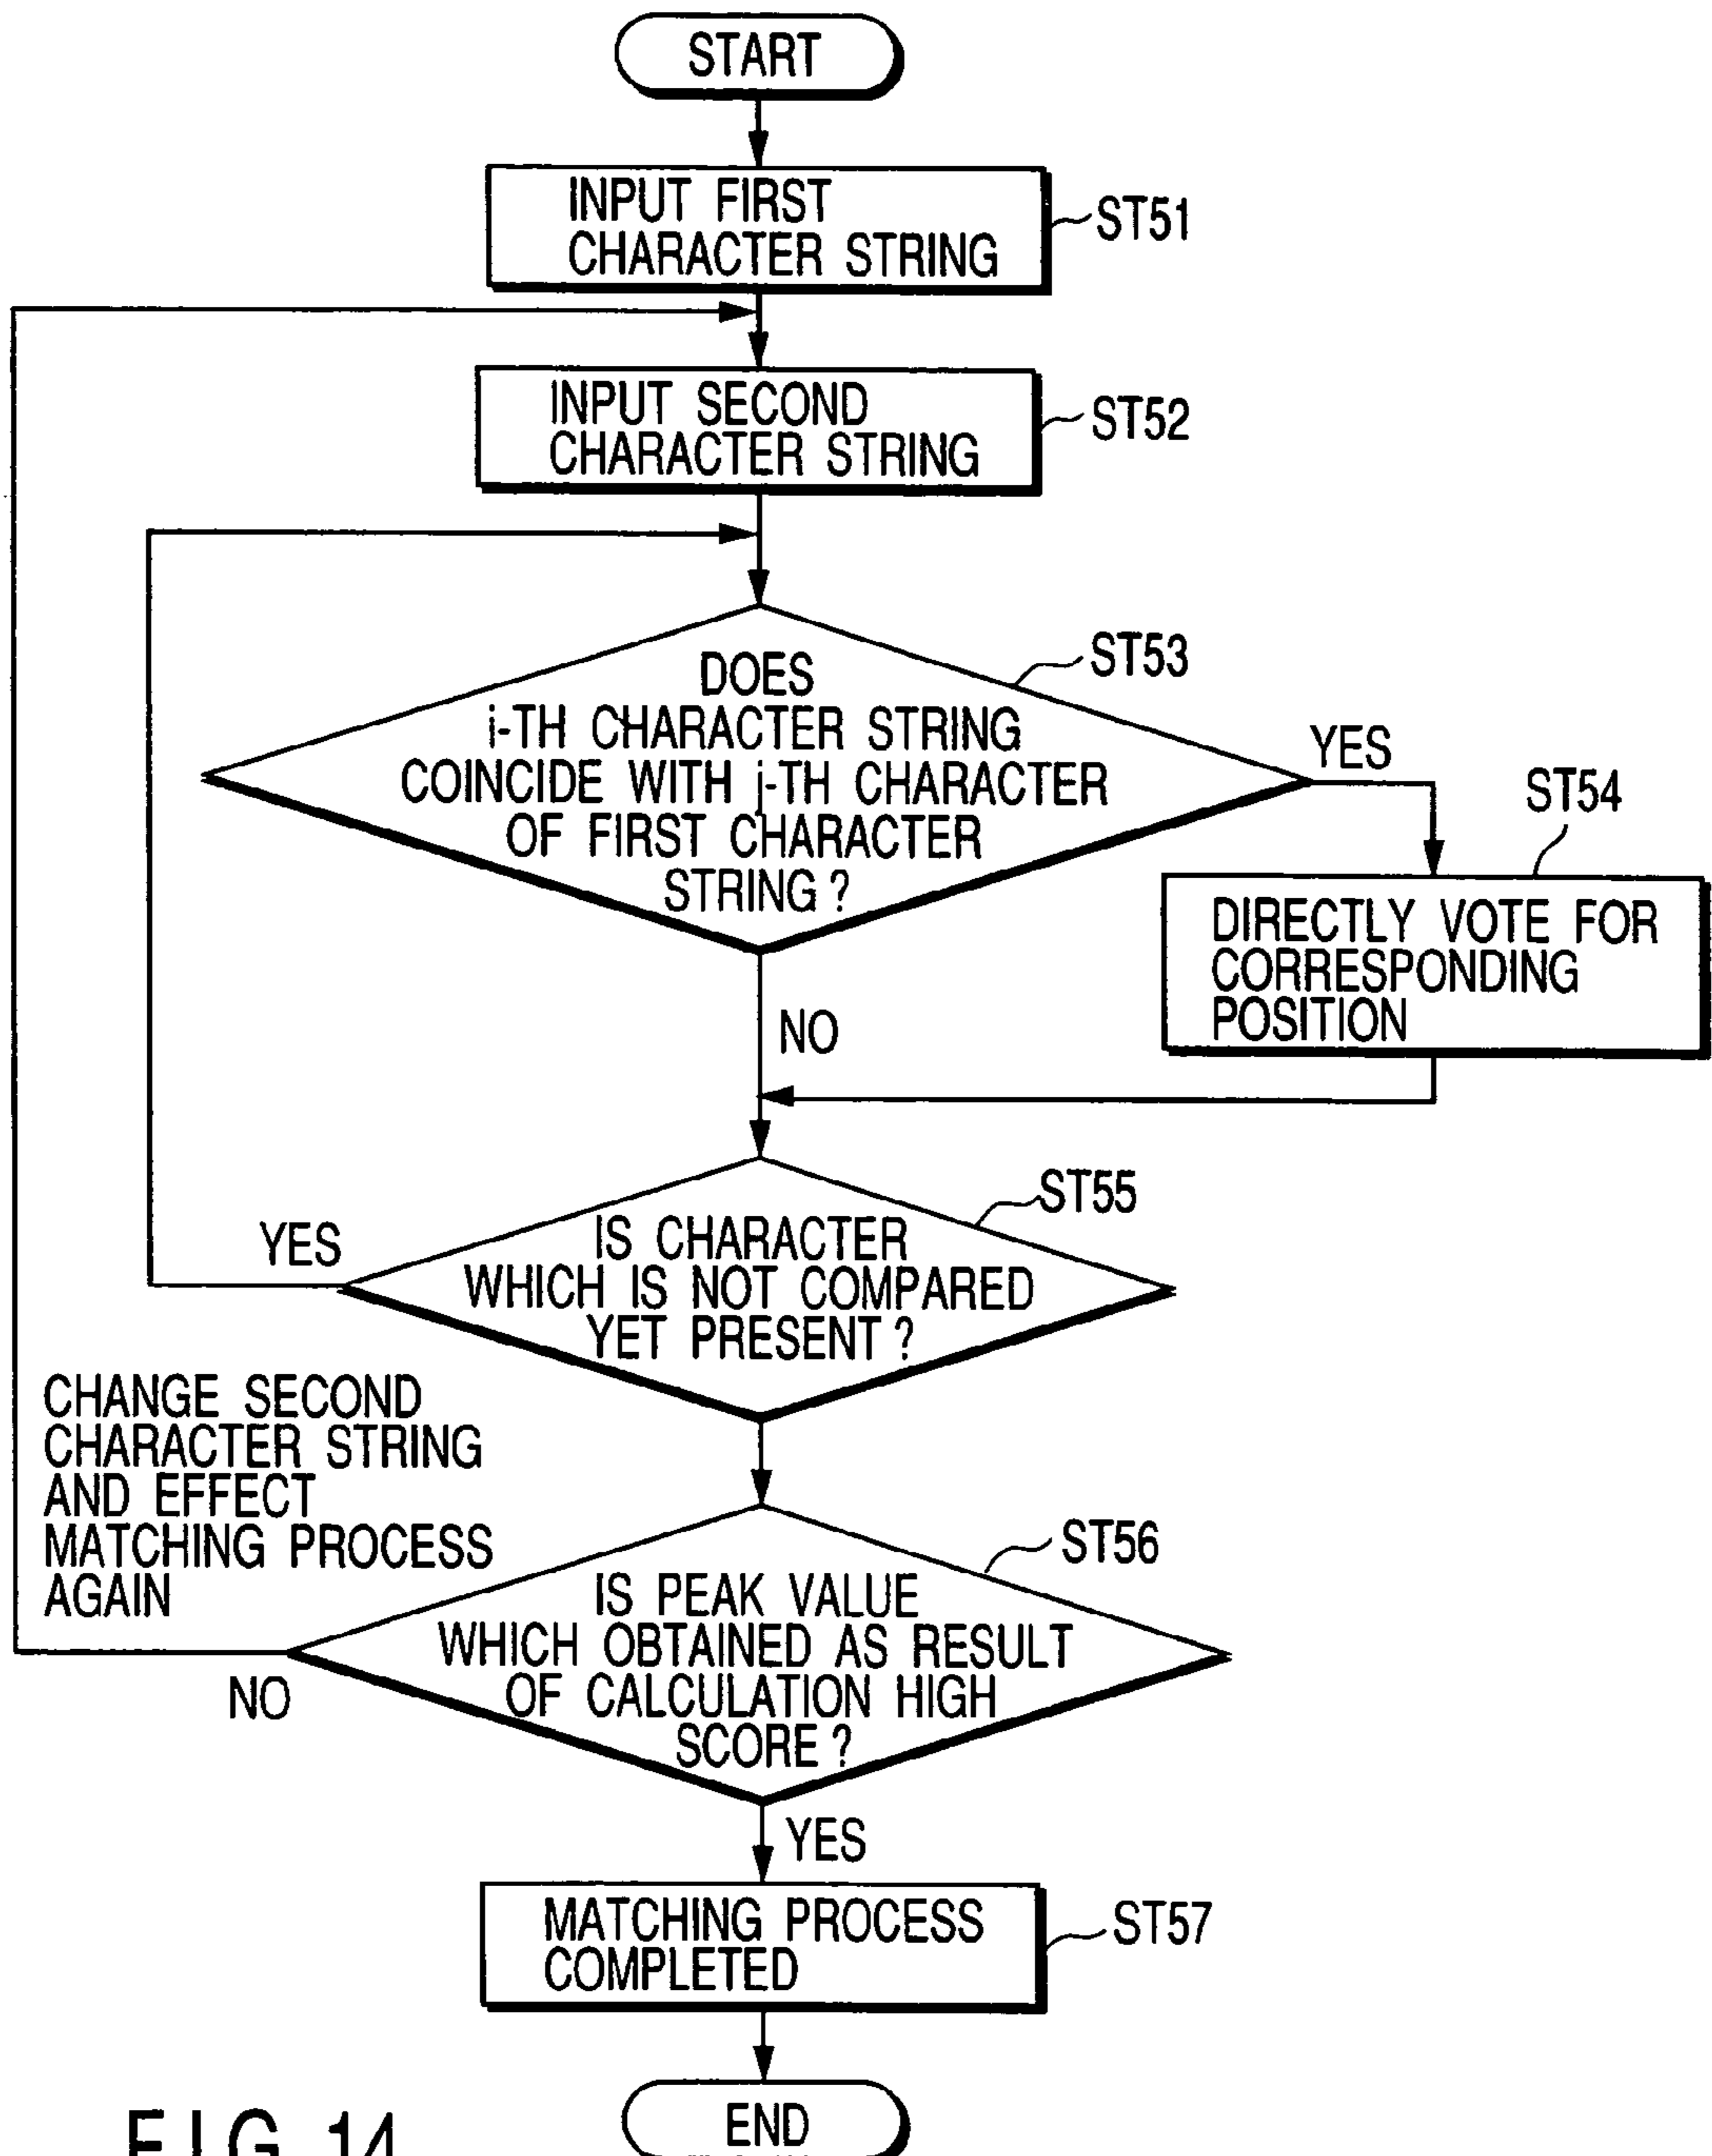 START
INPUT FIRST
CHARACTER STRING
ST51
INPUT SECOND
CHARACTER STRING
ST52
DOES
i-TH CHARACTER STRING
COINCIDE WITH j-TH CHARACTER
OF FIRST CHARACTER
STRING?
ST53
YES
ST54
DIRECTLY VOTE FOR
CORRESPONDING
POSITION
NO
ST55
YES
IS CHARACTER
WHICH IS NOT COMPARED
YET PRESENT?
CHANGE SECOND
CHARACTER STRING
AND EFFECT
MATCHING PROCESS
AGAIN
ST56
IS PEAK VALUE
WHICH OBTAINED AS RESULT
OF CALCULATION HIGH
SCORE?
NO
YES
MATCHING PROCESS
COMPLETED
ST57
END
FIG. 14